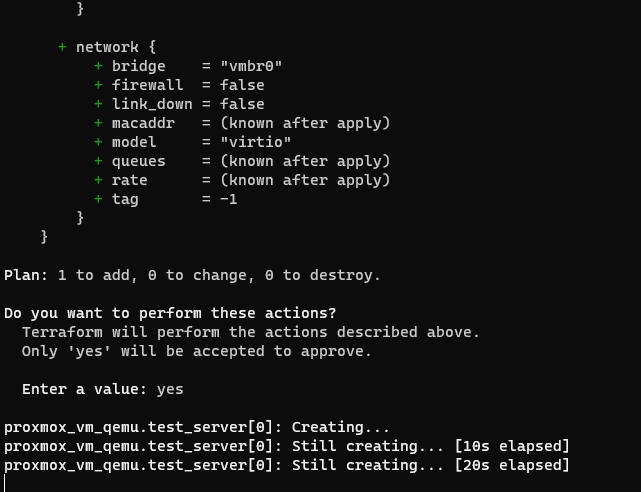 }
+ network {
+ bridge    = "vmbr0"
+ firewall  = false
+ link_down = false
+ macaddr   = (known after apply)
+ model     = "virtio"
+ queues    = (known after apply)
+ rate      = (known after apply)
+ tag       = -1
}
}
Plan: 1 to add, 0 to change, 0 to destroy.
Do you want to perform these actions?
Terraform will perform the actions described above.
Only 'yes' will be accepted to approve.
Enter a value: yes
proxmox_vm_qemu.test_server[0]: Creating...
proxmox_vm_qemu.test_server[0]: Still creating... [10s elapsed]
proxmox_vm_qemu.test_server[0]: Still creating... [20s elapsed]